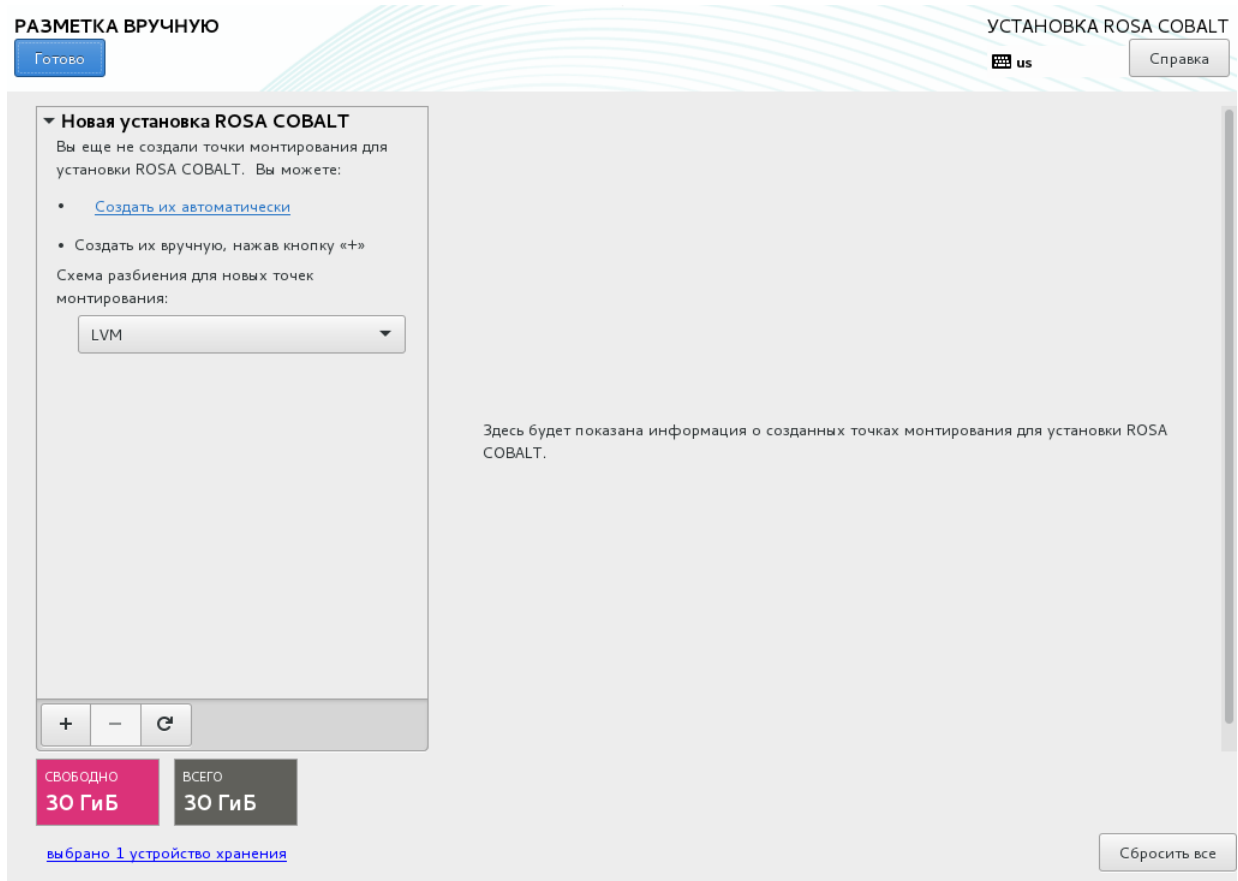 РАЗМЕТКА ВРУЧНУЮ
УСТАНОВКА ROSA COBALT
Готово
us
Справка
Новая установка ROSA COBALT
Вы еще не создали точки монтирования для
установки ROSA COBALT. Вы можете:
• Создать их автоматически
• Создать их вручную, нажав кнопку «+»
Схема разбиения для новых точек
монтирования:
LVM
Здесь будет показана информация о созданных точках монтирования для установки ROSA
COBALT.
+ −
СВОБОДНО
30 ГиБ
ВСЕГО
30 ГиБ
выбрано 1 устройство хранения
Сбросить все